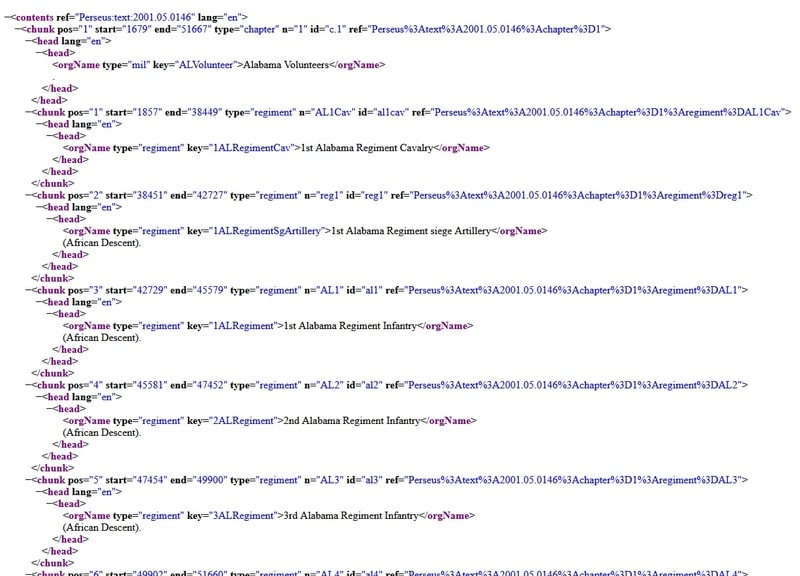 −<contents ref="Perseus:text:2001.05.0146" lang="en">
−<chunk pos="1" start="1679" end="51667" type="chapter" n="1" id="c.1" ref="Perseus%3Atext%3A2001.05.0146%3Achapter%3D1">
−<head lang="en">
−<head>
<orgName type="mil" key="ALVolunteer">Alabama Volunteers</orgName>
.
</head>
</head>
−<chunk pos="1" start="1857" end="38449" type="regiment" n="AL1Cav" id="al1cav" ref="Perseus%3Atext%3A2001.05.0146%3Achapter%3D1%3Aregiment%3DAL1Cav">
−<head lang="en">
−<head>
<orgName type="regiment" key="1ALRegimentCav">1st Alabama Regiment Cavalry</orgName>
</head>
</head>
</chunk>
−<chunk pos="2" start="38451" end="42727" type="regiment" n="reg1" id="reg1" ref="Perseus%3Atext%3A2001.05.0146%3Achapter%3D1%3Aregiment%3Dreg1">
−<head lang="en">
−<head>
<orgName type="regiment" key="1ALRegimentSgArtillery">1st Alabama Regiment siege Artillery</orgName>
(African Descent).
</head>
</head>
</chunk>
−<chunk pos="3" start="42729" end="45579" type="regiment" n="AL1" id="al1" ref="Perseus%3Atext%3A2001.05.0146%3Achapter%3D1%3Aregiment%3DAL1">
−<head lang="en">
−<head>
<orgName type="regiment" key="1ALRegiment">1st Alabama Regiment Infantry</orgName>
(African Descent).
</head>
</head>
</chunk>
−<chunk pos="4" start="45581" end="47452" type="regiment" n="AL2" id="al2" ref="Perseus%3Atext%3A2001.05.0146%3Achapter%3D1%3Aregiment%3DAL2">
−<head lang="en">
−<head>
<orgName type="regiment" key="2ALRegiment">2nd Alabama Regiment Infantry</orgName>
(African Descent).
</head>
</head>
</chunk>
−<chunk pos="5" start="47454" end="49900" type="regiment" n="AL3" id="al3" ref="Perseus%3Atext%3A2001.05.0146%3Achapter%3D1%3Aregiment%3DAL3">
−<head lang="en">
−<head>
<orgName type="regiment" key="3ALRegiment">3rd Alabama Regiment Infantry</orgName>
(African Descent).
</head>
</head>
</chunk>
−<chunk pos="6" start="49902" end="51660" type="regiment" n="AL4" id="al4" ref="Perseus%3Atext%3A2001.05.0146%3Achapter%3D1%3Aregiment%3DAL4">